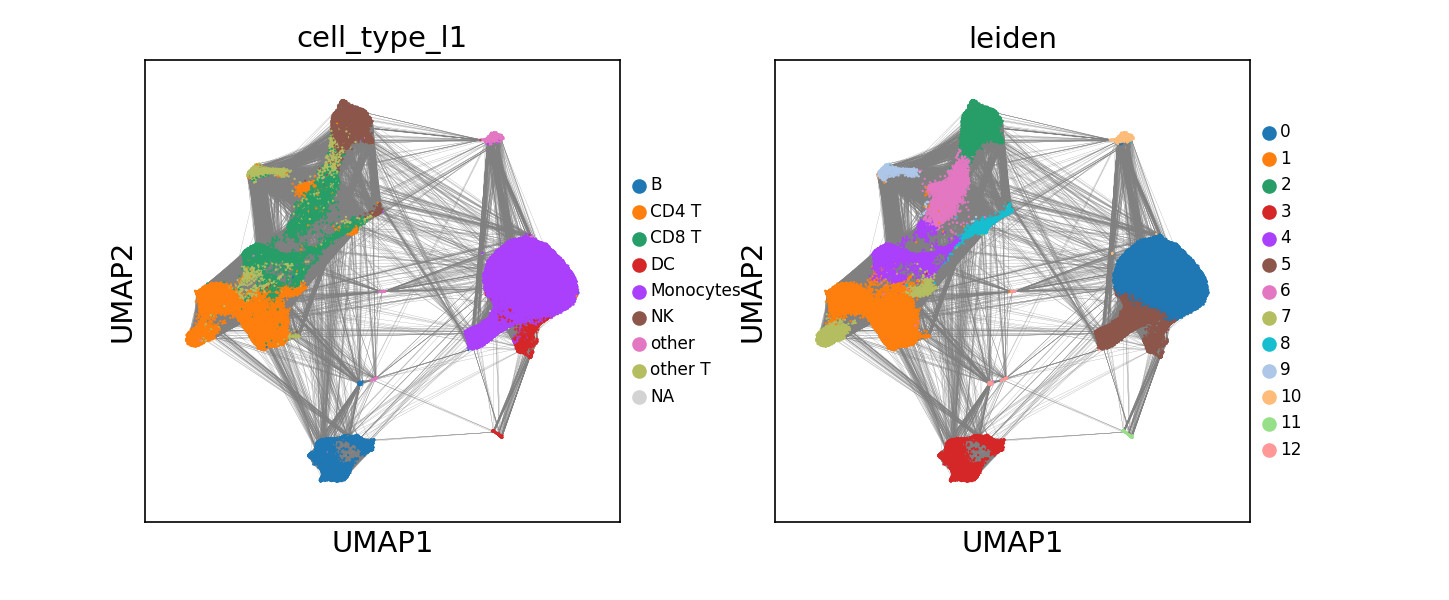 cell_type_l1
UMAP2
UMAP1
B
CD4 T
CD8 T
DC
Monocytes
NK
other
other T
NA
leiden
UMAP2
UMAP1
0
1
2
3
4
5
6
7
8
9
10
11
12